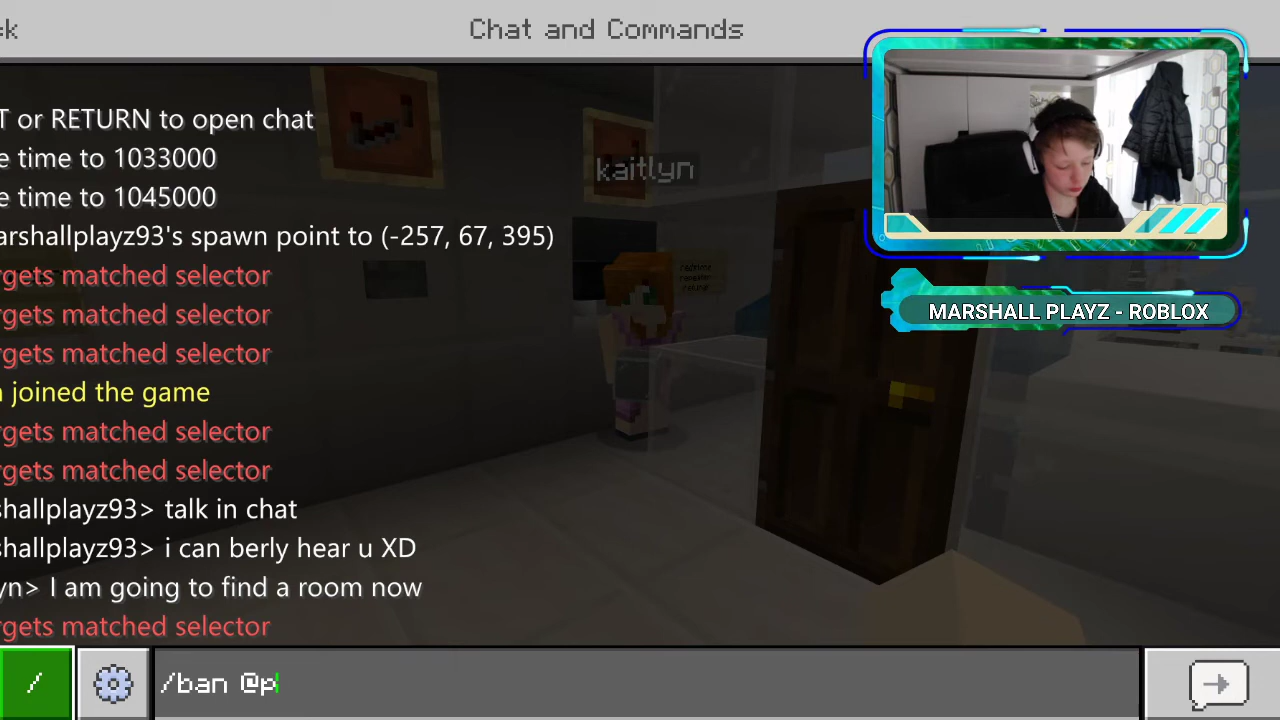 ck
Chat and Commands
T or RETURN to open chat
e time to 1033000
e time to 1045000
arshallplayz93's spawn point to (-257, 67, 395)
rgets matched selector
rgets matched selector
rgets matched selector
n joined the game
rgets matched selector
rgets matched selector
shallplayz93> talk in chat
shallplayz93> i can berly hear u XD
yn> I am going to find a room now
rgets matched selector
kaitlyn
MARSHALL PLAYZ - ROBLOX
/
/ban @p